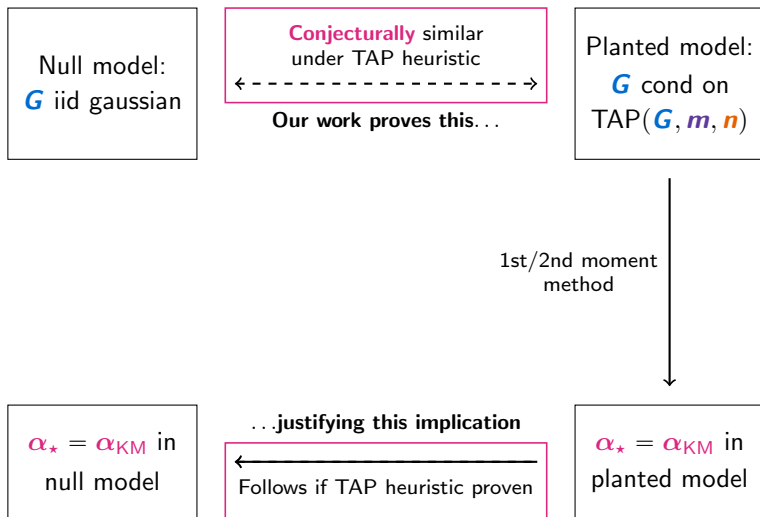 Null model:
G iid gaussian
Conjecturally similar
under TAP heuristic
Our work proves this...
Planted model:
G cond on
TAP(G, m, n)
1st/2nd moment
method
α⋆ = αKM in
null model
...justifying this implication
Follows if TAP heuristic proven
α⋆ = αKM in
planted model